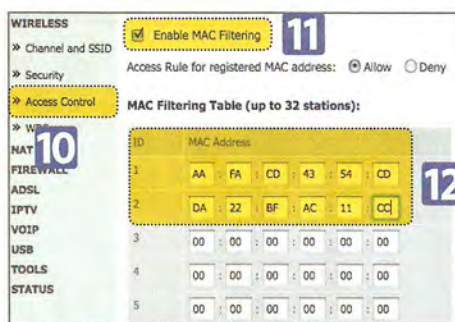 WIRELESS
» Channel and SSID
» Security
» Access Control
10
NAT
FIREWALL
ADSL
IPTV
VOIP
USB
TOOLS
STATUS
Enable MAC Filtering
11
Access Rule for registered MAC address: Allow Deny
MAC Filtering Table (up to 32 stations):
ID MAC Address
12
1 AA : FA : CD : 43 : 54 : CD
2 DA : 22 : BF : AC : 11 : CC
3 00 : 00 : 00 : 00 : 00 : 00
4 00 : 00 : 00 : 00 : 00 : 00
5 00 : 00 : 00 : 00 : 00 : 00